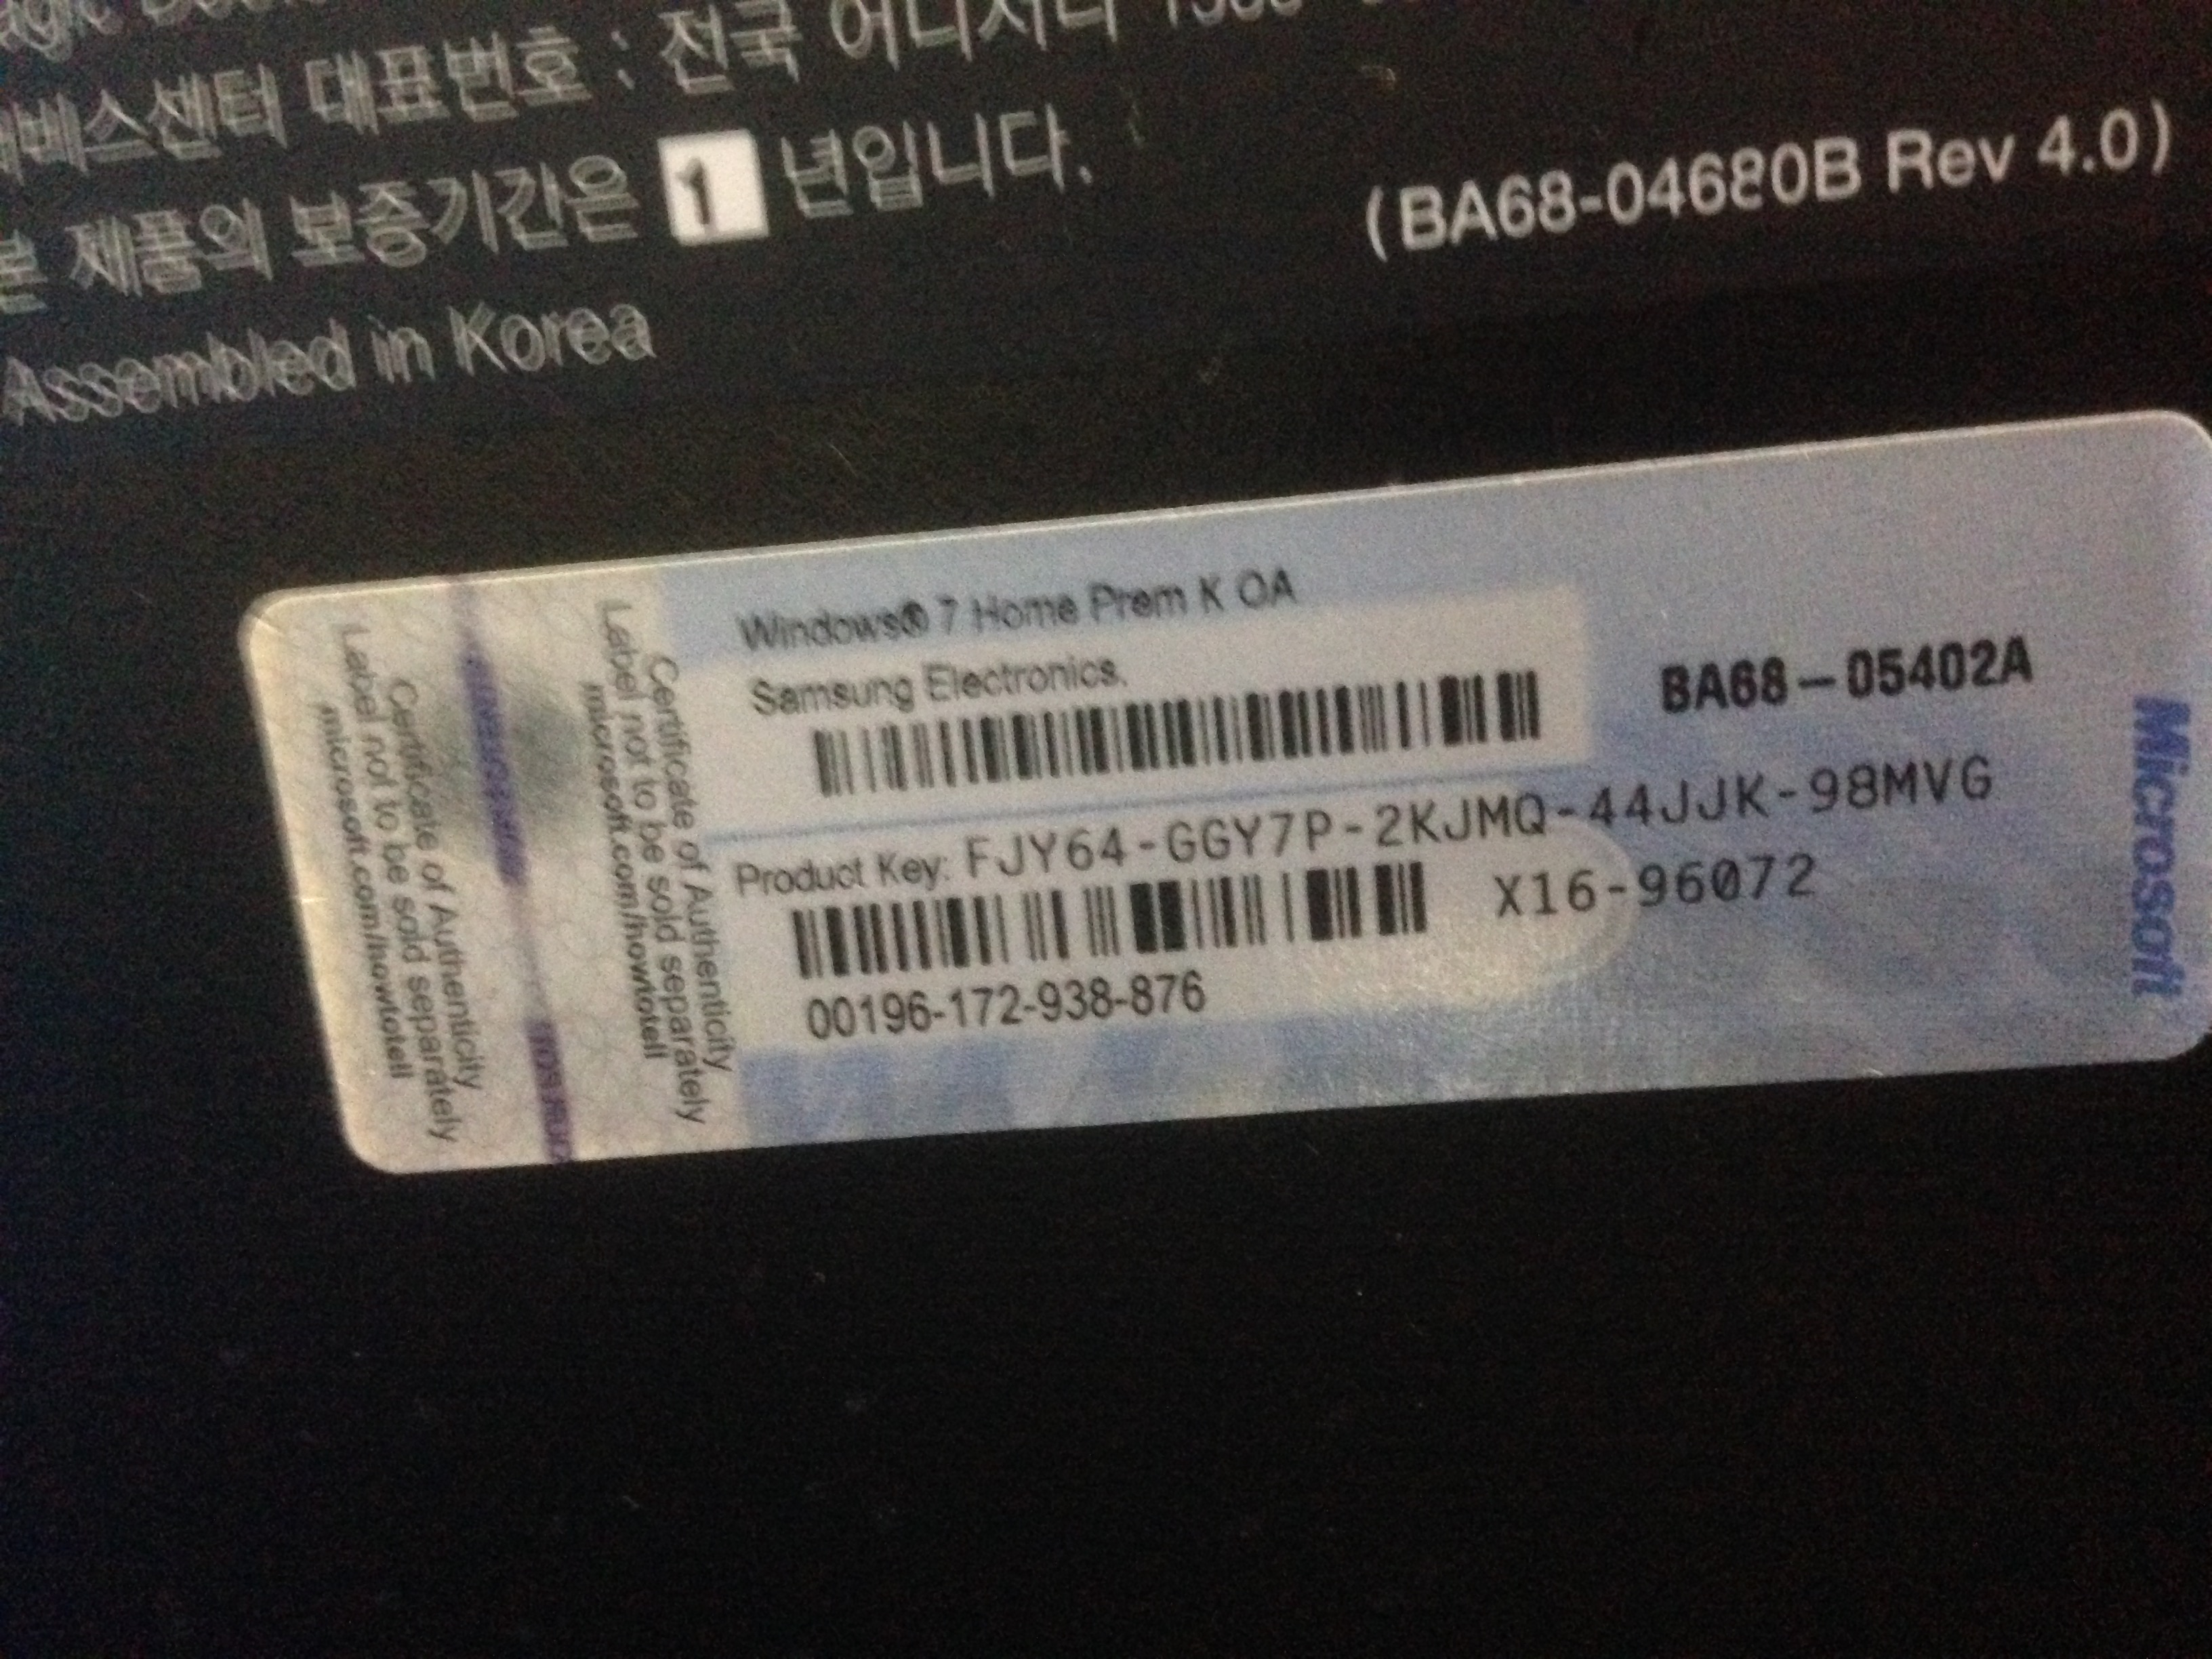 대표번호 : 전국 어디서나
제품의 보증기간은 1 년입니다.
(BA68-04680B Rev 4.0)
Assembled in Korea
Certificate of Authenticity
Label not to be sold separately
microsoft.com/howtotell
Certificate of Authenticity
Label not to be sold separately
microsoft.com/howtotell
Windows® 7 Home Prem K OA
Samsung Electronics.
BA68-05402A
Product Key: FJY64-GGY7P-2KJMQ-44JJK-98MVG
X16-96072
00196-172-938-876
Microsoft